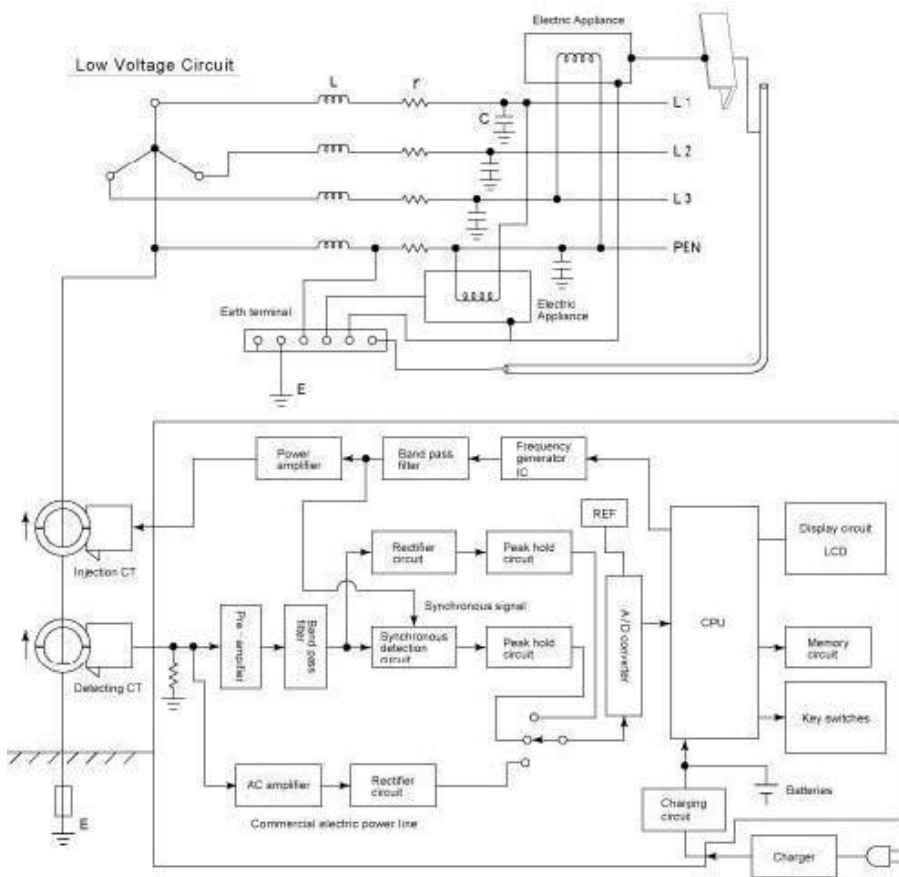 Electric Appliance
Low Voltage Circuit
L
r
L1
C
L2
L3
PEN
Earth terminal
Electric
Appliance
E
Power
amplifier
Band pass
filter
Frequency
generator
IC
REF
Display circuit
LCD
Injection CT
Rectifier
circuit
Peak hold
circuit
Synchronous signal
Pre - amplifier
Band pass
filter
Synchronous
detection
circuit
Peak hold
circuit
A/D converter
CPU
Memory
circuit
Detecting CT
Key switches
AC amplifier
Rectifier
circuit
Batteries
Commercial electric power line
Charging
circuit
E
Charger